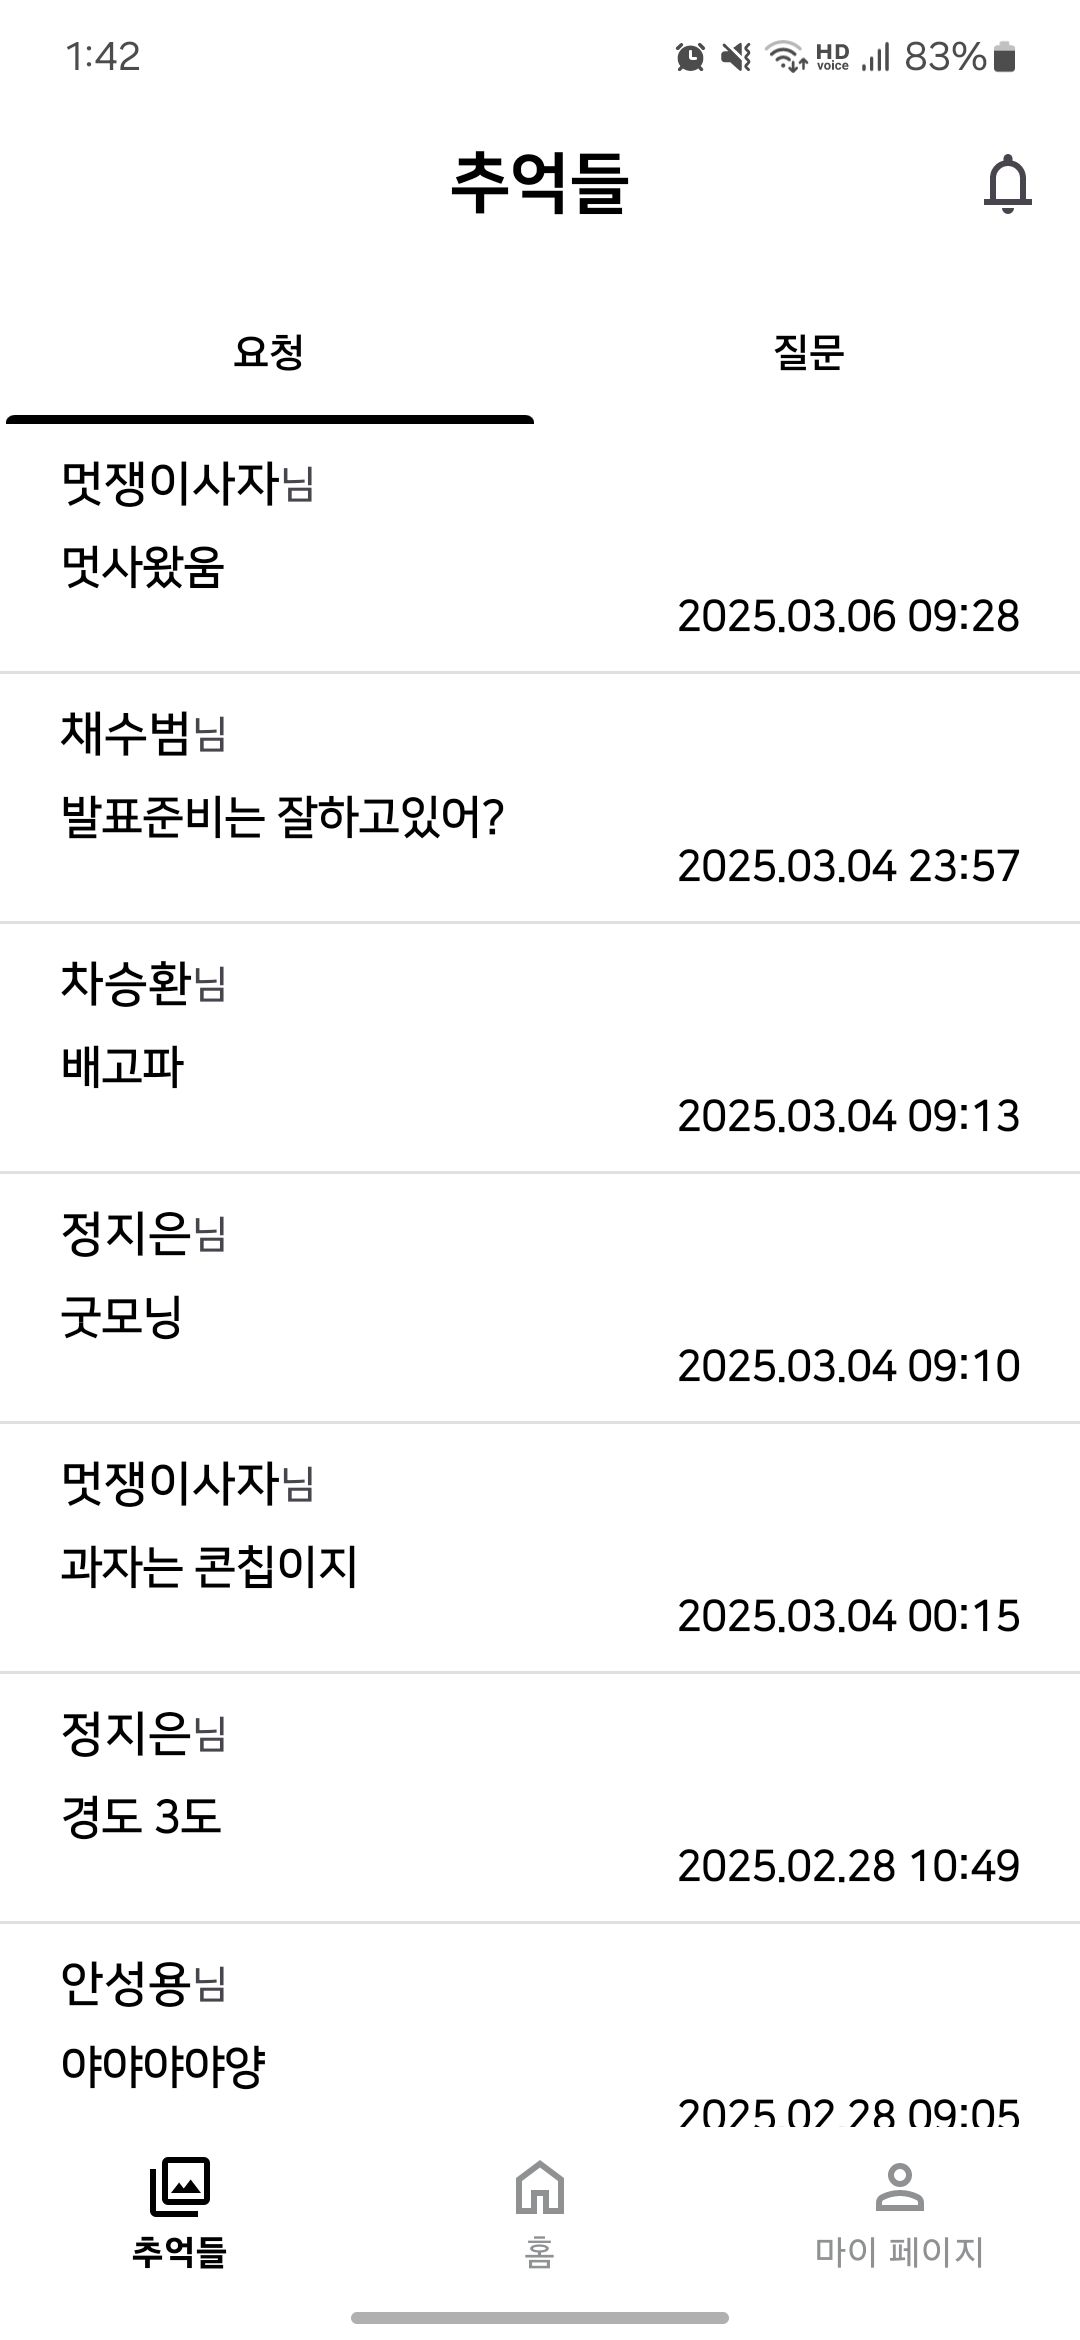 1:42
HD voice 83%
추억들
요청
질문
멋쟁이사자님
멋사왔움
2025.03.06 09:28
채수범님
발표준비는 잘하고있어?
2025.03.04 23:57
차승환님
배고파
2025.03.04 09:13
정지은님
굿모닝
2025.03.04 09:10
멋쟁이사자님
과자는 콘칩이지
2025.03.04 00:15
정지은님
경도 3도
2025.02.28 10:49
안성용님
야야야야양
2025.02.28 09:05
추억들
홈
마이 페이지